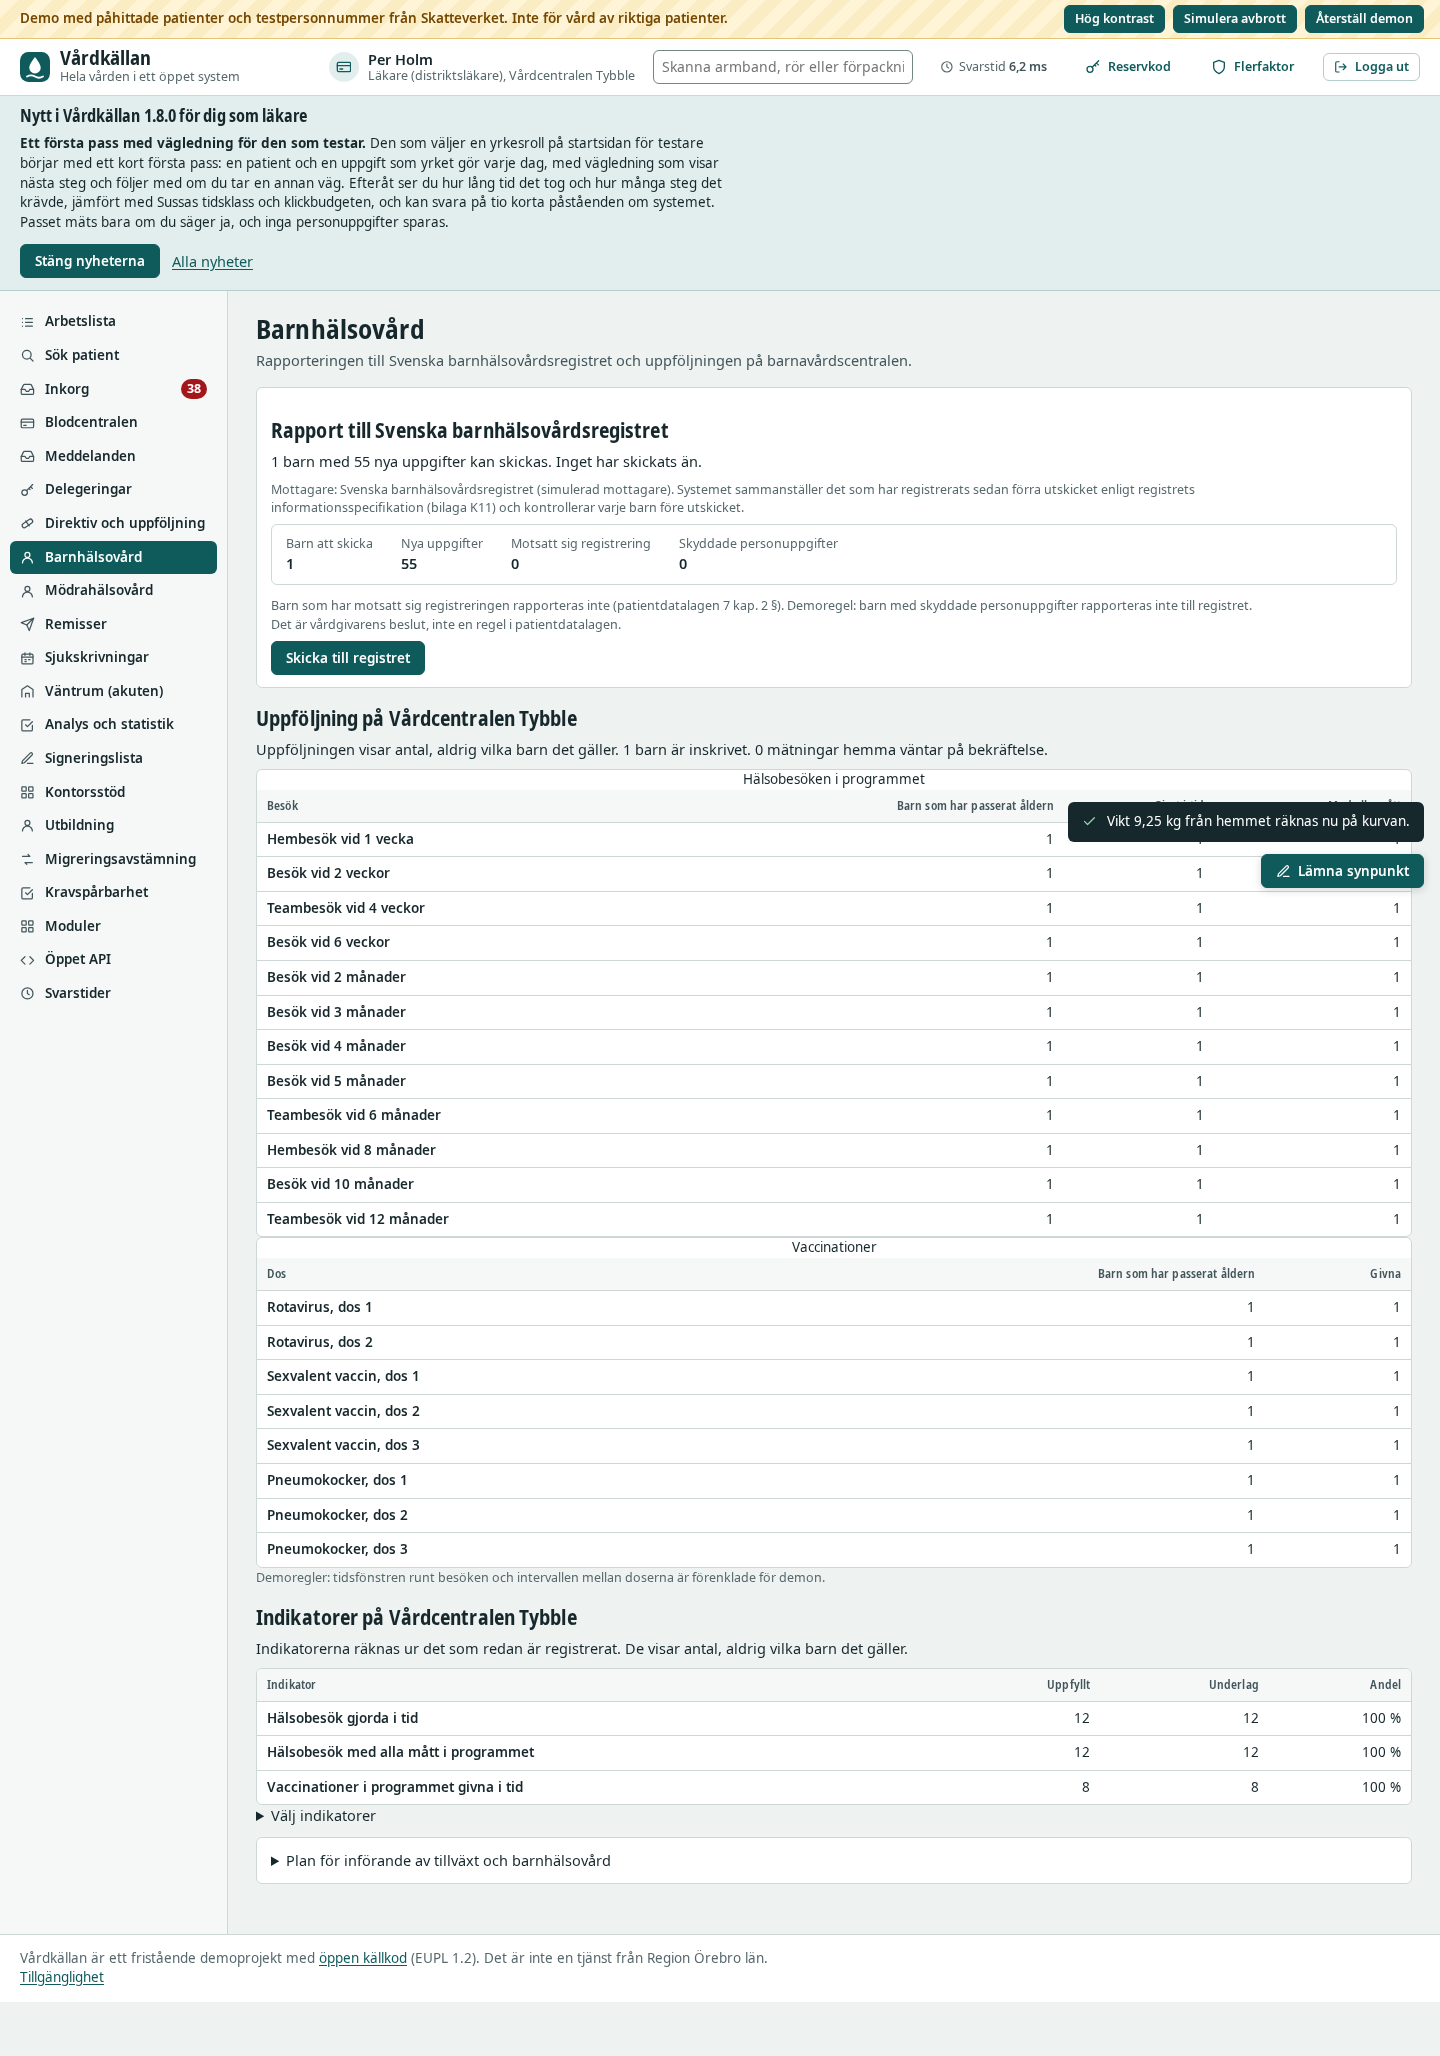 Demo med påhittade patienter och testpersonnummer från Skatteverket. Inte för vård av riktiga patienter.
Hög kontrast
Simulera avbrott
Återställ demon
Vårdkällan
Hela vården i ett öppet system
Per Holm
Läkare (distriktsläkare), Vårdcentralen Tybble
Skanna armband, rör eller förpackni
Svarstid 6,2 ms
Reservkod
Flerfaktor
Logga ut
Nytt i Vårdkällan 1.8.0 för dig som läkare
Ett första pass med vägledning för den som testar. Den som väljer en yrkesroll på startsidan för testare
börjar med ett kort första pass: en patient och en uppgift som yrket gör varje dag, med vägledning som visar
nästa steg och följer med om du tar en annan väg. Efteråt ser du hur lång tid det tog och hur många steg det
krävde, jämfört med Sussas tidsklass och klickbudgeten, och kan svara på tio korta påståenden om systemet.
Passet mäts bara om du säger ja, och inga personuppgifter sparas.
Stäng nyheterna
Alla nyheter
Arbetslista
Sök patient
Inkorg
38
Blodcentralen
Meddelanden
Delegeringar
Direktiv och uppföljning
Barnhälsovård
Mödrahälsovård
Remisser
Sjukskrivningar
Väntrum (akuten)
Analys och statistik
Signeringslista
Kontorsstöd
Utbildning
Migreringsavstämning
Kravspårbarhet
Moduler
Öppet API
Svarstider
Barnhälsovård
Rapporteringen till Svenska barnhälsovårdsregistret och uppföljningen på barnavårdscentralen.
Rapport till Svenska barnhälsovårdsregistret
1 barn med 55 nya uppgifter kan skickas. Inget har skickats än.
Mottagare: Svenska barnhälsovårdsregistret (simulerad mottagare). Systemet sammanställer det som har registrerats sedan förra utskicket enligt registrets
informationsspecifikation (bilaga K11) och kontrollerar varje barn före utskicket.
Barn att skicka
1
Nya uppgifter
55
Motsatt sig registrering
0
Skyddade personuppgifter
0
Barn som har motsatt sig registreringen rapporteras inte (patientdatalagen 7 kap. 2 §). Demoregel: barn med skyddade personuppgifter rapporteras inte till registret.
Det är vårdgivarens beslut, inte en regel i patientdatalagen.
Skicka till registret
Uppföljning på Vårdcentralen Tybble
Uppföljningen visar antal, aldrig vilka barn det gäller. 1 barn är inskrivet. 0 mätningar hemma väntar på bekräftelse.
Hälsobesöken i programmet
Besök Barn som har passerat åldern
Vikt 9,25 kg från hemmet räknas nu på kurvan.
Lämna synpunkt
Hembesök vid 1 vecka 1
Besök vid 2 veckor 1 1
Teambesök vid 4 veckor 1 1 1
Besök vid 6 veckor 1 1 1
Besök vid 2 månader 1 1 1
Besök vid 3 månader 1 1 1
Besök vid 4 månader 1 1 1
Besök vid 5 månader 1 1 1
Teambesök vid 6 månader 1 1 1
Hembesök vid 8 månader 1 1 1
Besök vid 10 månader 1 1 1
Teambesök vid 12 månader 1 1 1
Vaccinationer
Dos Barn som har passerat åldern Givna
Rotavirus, dos 1 1 1
Rotavirus, dos 2 1 1
Sexvalent vaccin, dos 1 1 1
Sexvalent vaccin, dos 2 1 1
Sexvalent vaccin, dos 3 1 1
Pneumokocker, dos 1 1 1
Pneumokocker, dos 2 1 1
Pneumokocker, dos 3 1 1
Demoregler: tidsfönstren runt besöken och intervallen mellan doserna är förenklade för demon.
Indikatorer på Vårdcentralen Tybble
Indikatorerna räknas ur det som redan är registrerat. De visar antal, aldrig vilka barn det gäller.
Indikator Uppfyllt Underlag Andel
Hälsobesök gjorda i tid 12 12 100 %
Hälsobesök med alla mått i programmet 12 12 100 %
Vaccinationer i programmet givna i tid 8 8 100 %
Välj indikatorer
Plan för införande av tillväxt och barnhälsovård
Vårdkällan är ett fristående demoprojekt med öppen källkod (EUPL 1.2). Det är inte en tjänst från Region Örebro län.
Tillgänglighet